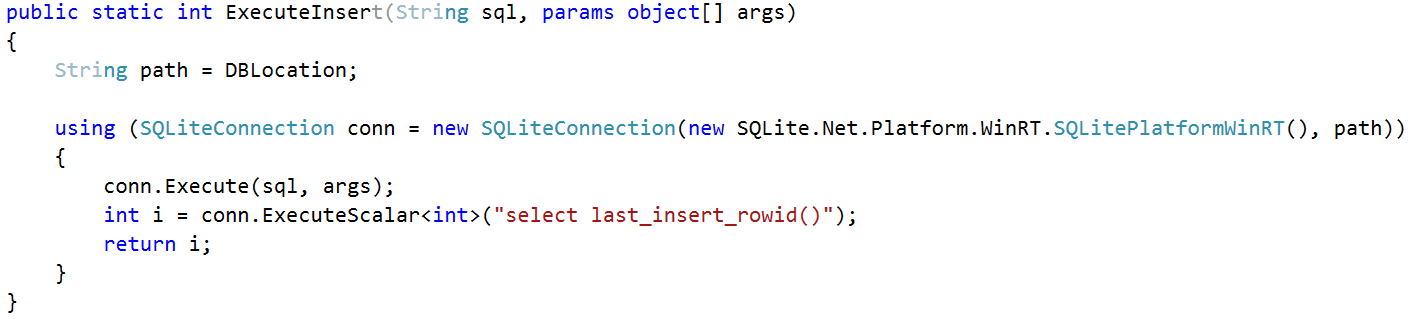 public static int ExecuteInsert(String sql, params object[] args)
{
    String path = DBLocation;

    using (SQLiteConnection conn = new SQLiteConnection(new SQLite.Net.Platform.WinRT.SQLitePlatformWinRT(), path))
    {
        conn.Execute(sql, args);
        int i = conn.ExecuteScalar<int>("select last_insert_rowid()");
        return i;
    }
}